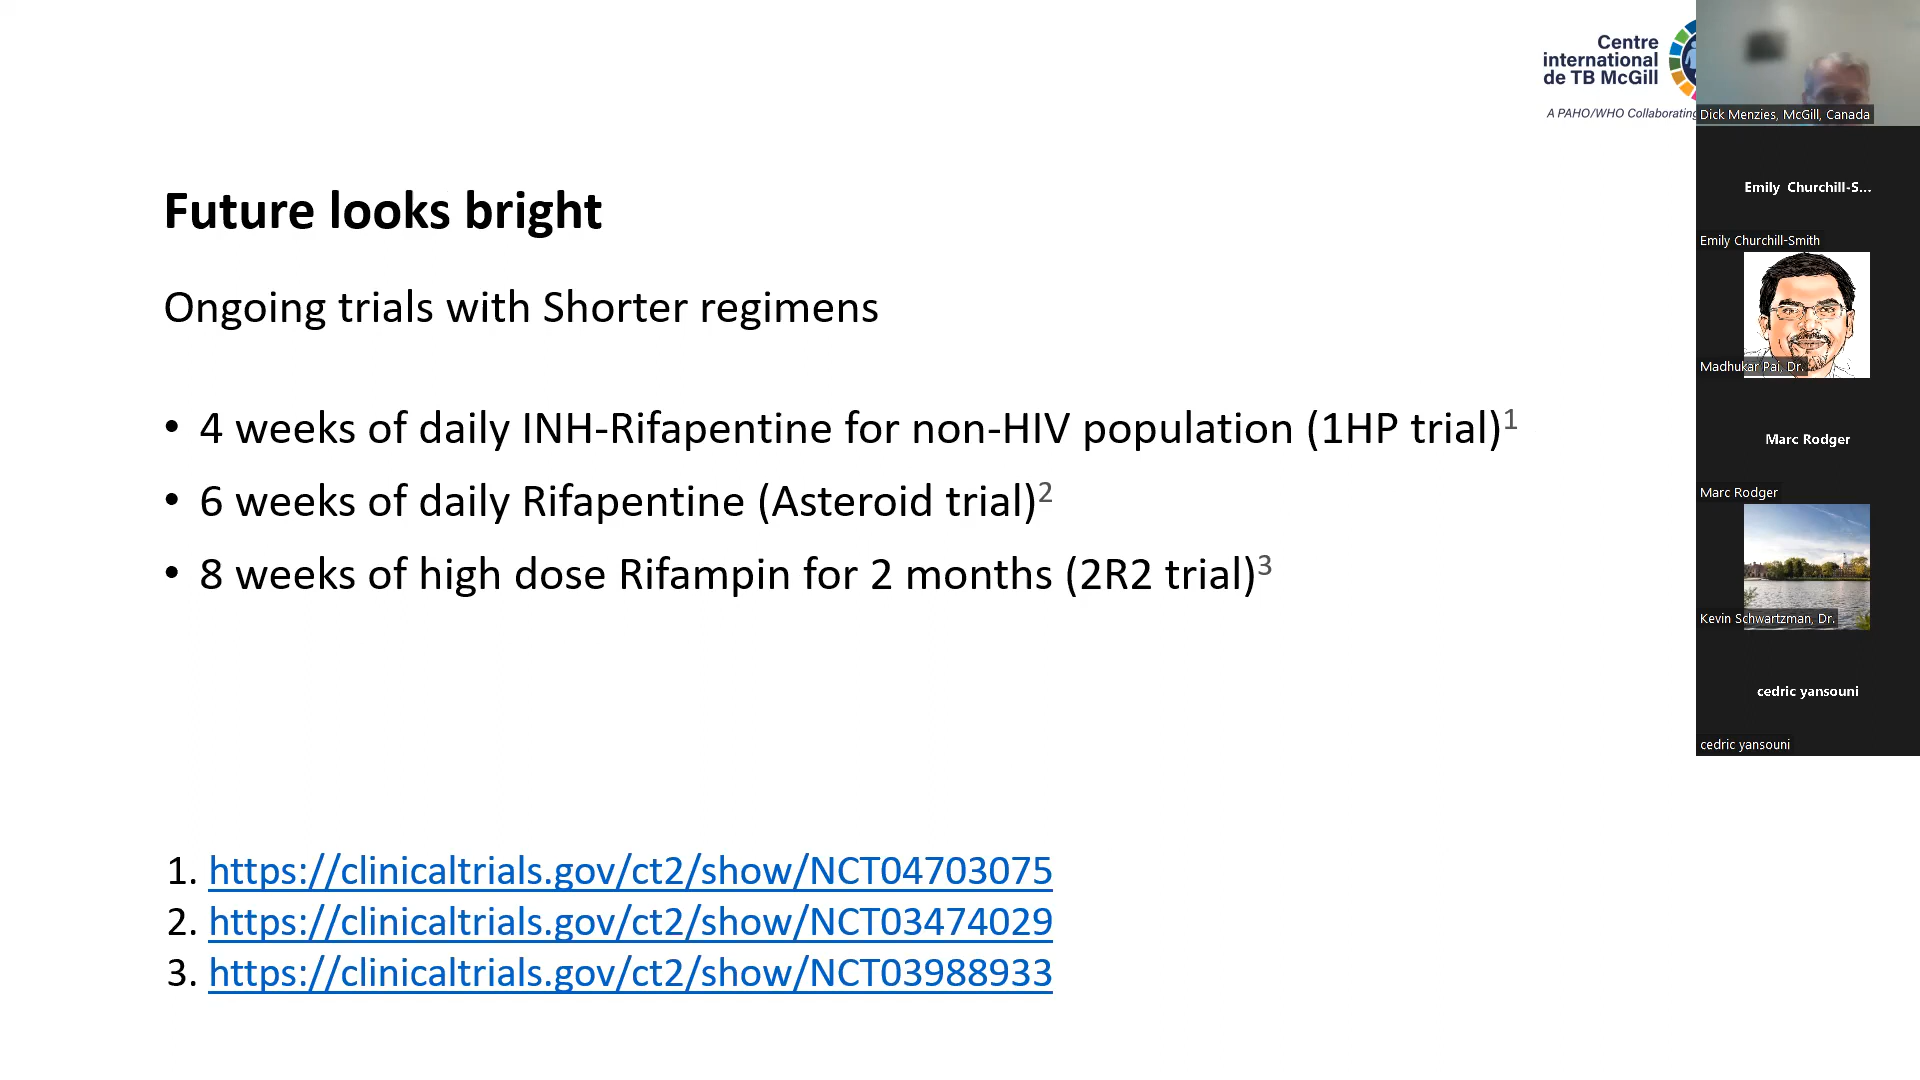 Centre
international
de TB McGill
A PAHO/WHO Collaborating
Future looks bright
Ongoing trials with Shorter regimens
• 4 weeks of daily INH-Rifapentine for non-HIV population (1HP trial)1
• 6 weeks of daily Rifapentine (Asteroid trial)2
• 8 weeks of high dose Rifampin for 2 months (2R2 trial)3
1. https://clinicaltrials.gov/ct2/show/NCT04703075
2. https://clinicaltrials.gov/ct2/show/NCT03474029
3. https://clinicaltrials.gov/ct2/show/NCT03988933
Dick Menzies, McGill, Canada
Emily Churchill-S...
Emily Churchill-Smith
Madhukar Pai, Dr.
Marc Rodger
Marc Rodger
Kevin Schwartzman, Dr.
cedric yansouni
cedric yansouni